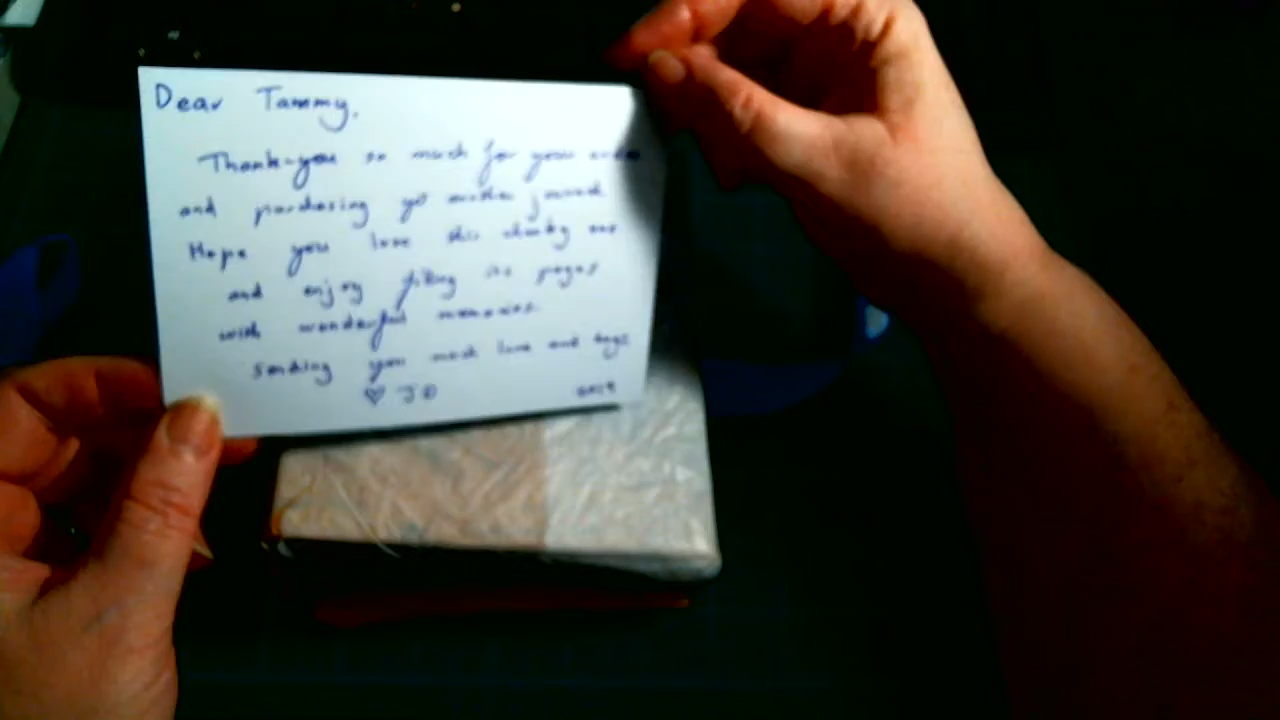 Dear Tammy,
Thank-you so much for your order
and purchasing yet another journal
Hope you love this chunky one
and enjoy filling its pages
with wonderful memories.
Sending you much love and hugs
♡ JO